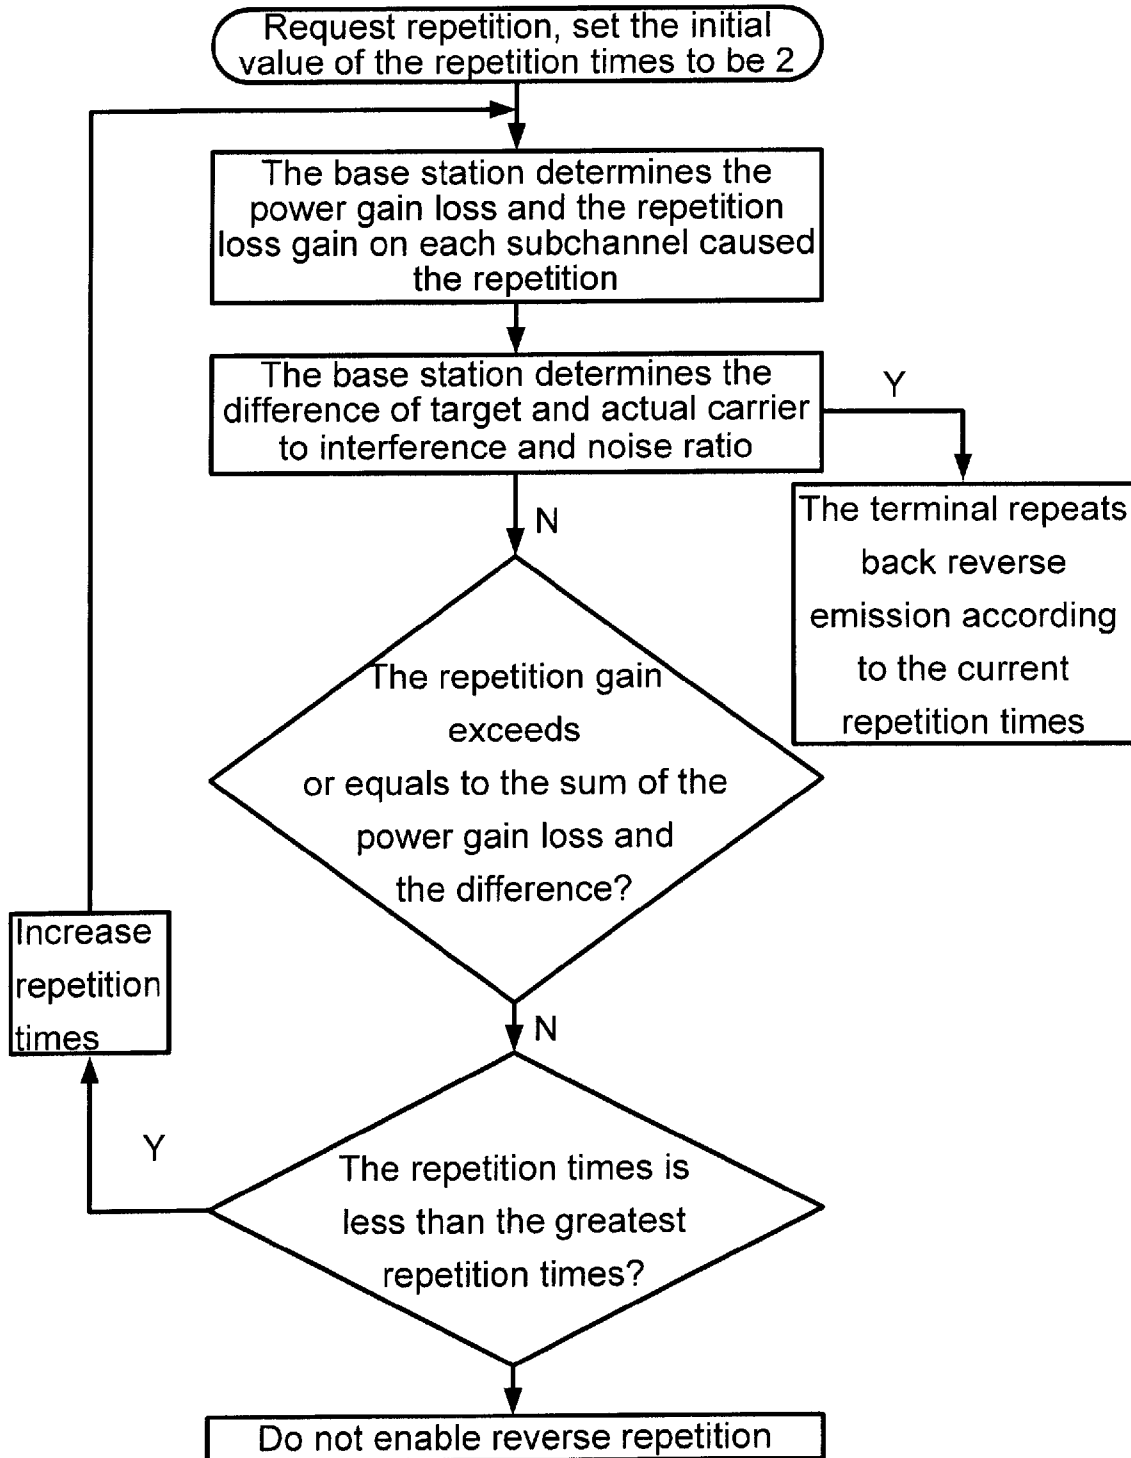 Request repetition, set the initial
value of the repetition times to be 2
The base station determines the
power gain loss and the repetition
loss gain on each subchannel caused
the repetition
The base station determines the
difference of target and actual carrier
to interference and noise ratio
Y
The terminal repeats
back reverse
emission according
to the current
repetition times
N
The repetition gain
exceeds
or equals to the sum of the
power gain loss and
the difference?
Increase
repetition
times
N
Y
The repetition times is
less than the greatest
repetition times?
Do not enable reverse repetition